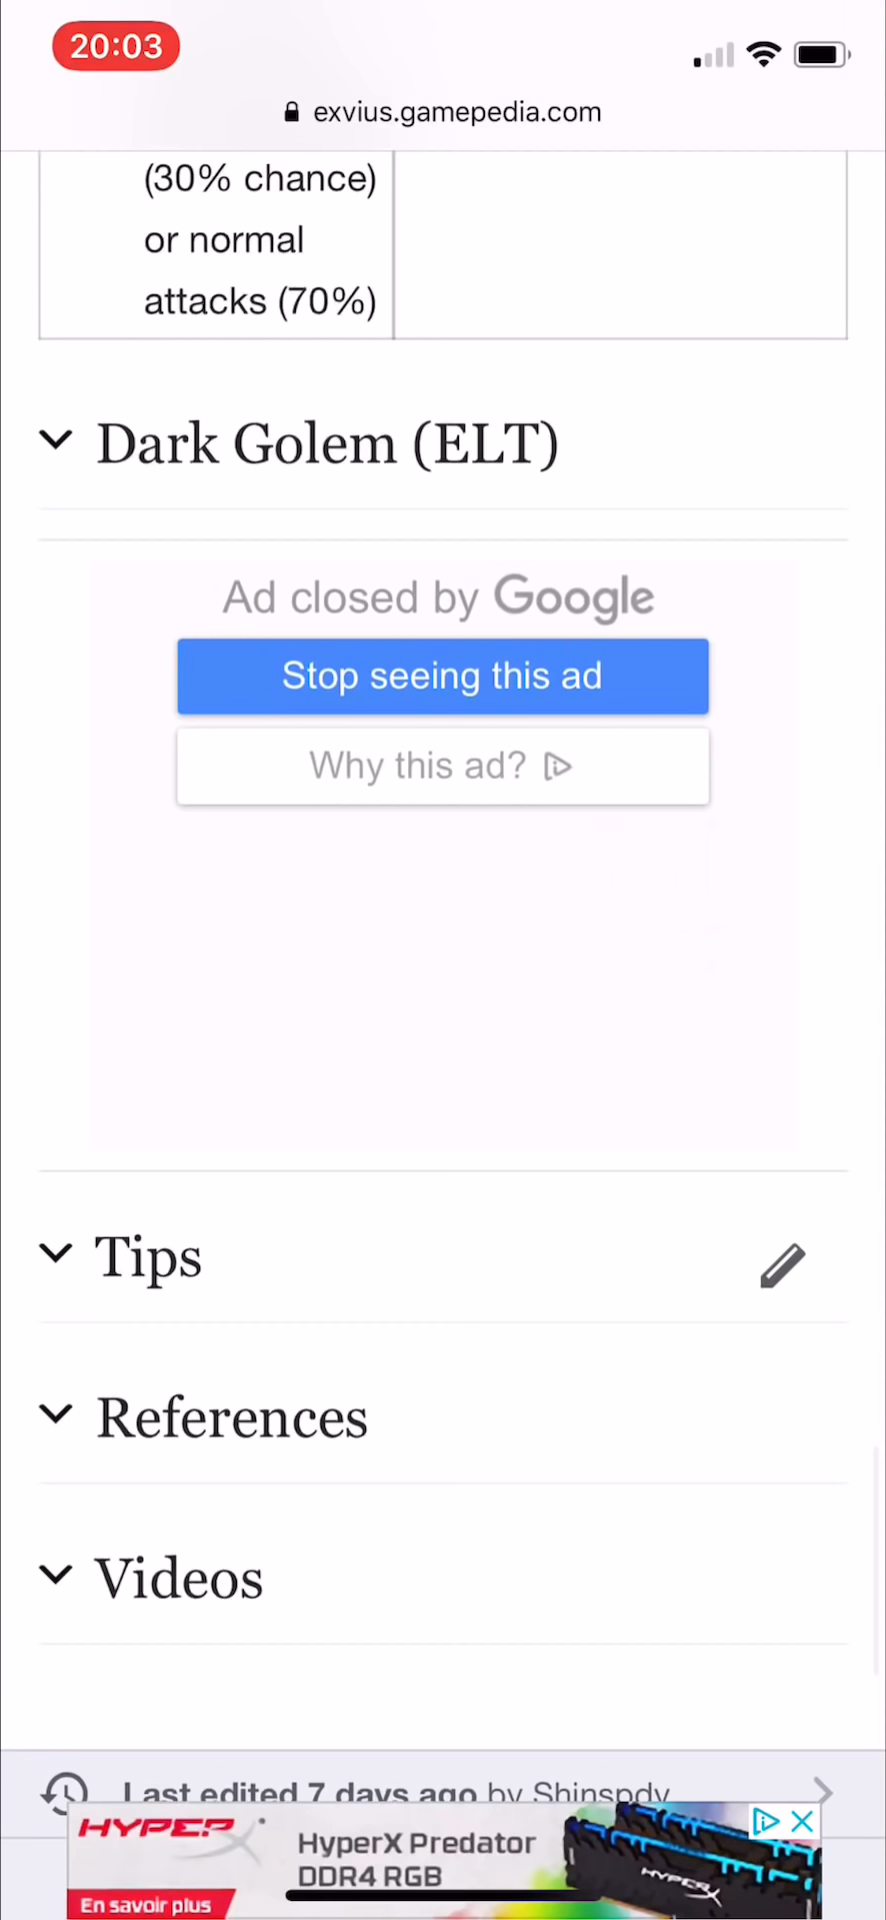 20:03
exvius.gamepedia.com
(30% chance)
or normal
attacks (70%)
Dark Golem (ELT)
Ad closed by Google
Stop seeing this ad
Why this ad?
Tips
References
Videos
Last edited 7 days ago by Shinspdy
HYPERX
HyperX Predator
DDR4 RGB
HYPERX
En savoir plus